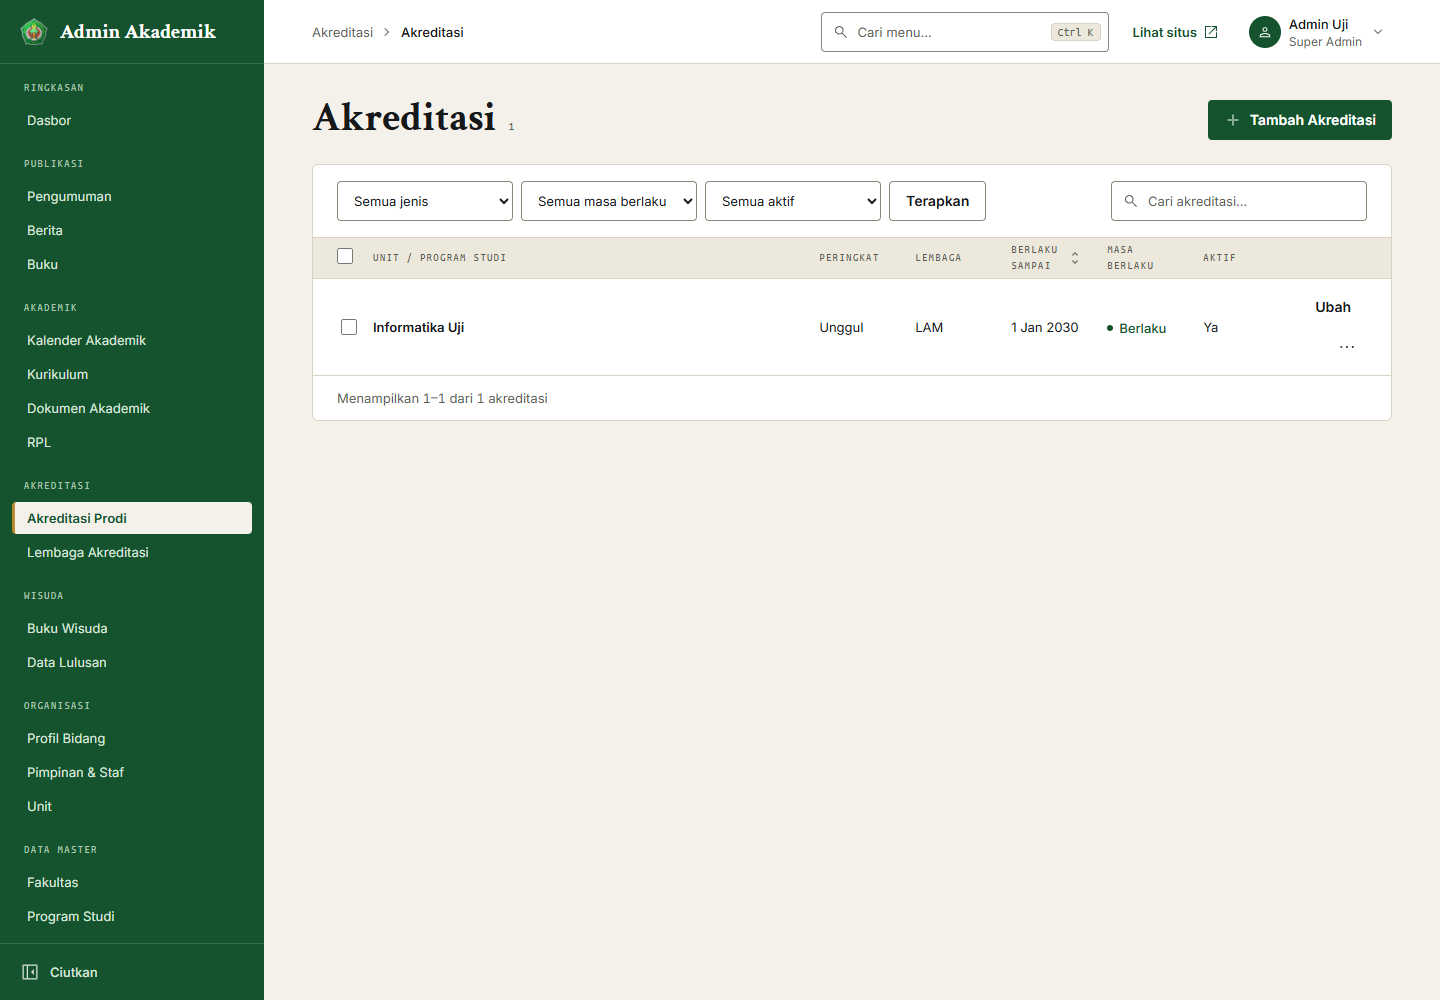 Admin Akademik
RINGKASAN
Dasbor
PUBLIKASI
Pengumuman
Berita
Buku
AKADEMIK
Kalender Akademik
Kurikulum
Dokumen Akademik
RPL
AKREDITASI
Akreditasi Prodi
Lembaga Akreditasi
WISUDA
Buku Wisuda
Data Lulusan
ORGANISASI
Profil Bidang
Pimpinan & Staf
Unit
DATA MASTER
Fakultas
Program Studi
Ciutkan
Akreditasi > Akreditasi
Cari menu... Ctrl K
Lihat situs
Admin Uji
Super Admin
Akreditasi 1
+ Tambah Akreditasi
Semua jenis Semua masa berlaku Semua aktif Terapkan Cari akreditasi...
UNIT / PROGRAM STUDI PERINGKAT LEMBAGA BERLAKU SAMPAI MASA BERLAKU AKTIF
Informatika Uji Unggul LAM 1 Jan 2030 Berlaku Ya Ubah
...
Menampilkan 1–1 dari 1 akreditasi